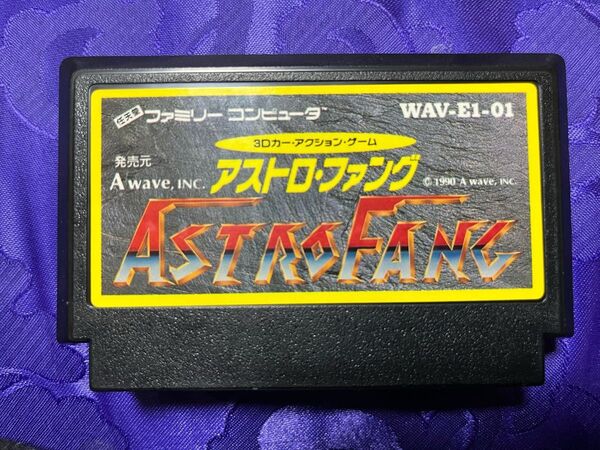 任天堂 ファミリー コンピュータ™ WAV-E1-01
3Dカー・アクション・ゲーム
発売元
A wave, INC. アストロ・ファング © 1990 A wave, INC.
ASTRO FANG